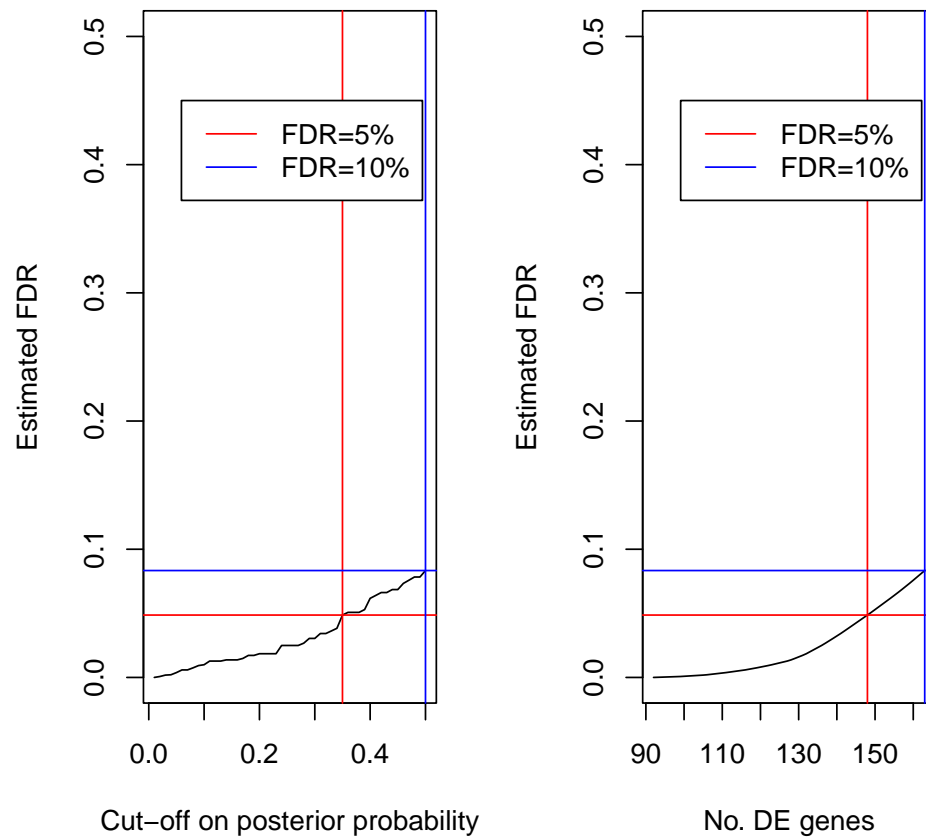 0.5
0.4
0.3
0.2
0.1
0.0
Estimated FDR
FDR=5%
FDR=10%
0.0 0.2 0.4
Cut−off on posterior probability
0.5
0.4
0.3
0.2
0.1
0.0
Estimated FDR
FDR=5%
FDR=10%
90 110 130 150
No. DE genes